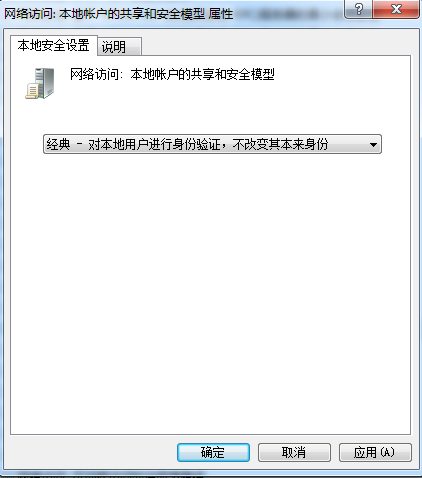 网络访问: 本地帐户的共享和安全模型 属性
本地安全设置
说明
网络访问: 本地帐户的共享和安全模型
经典 - 对本地用户进行身份验证，不改变其本来身份
确定
取消
应用(A)